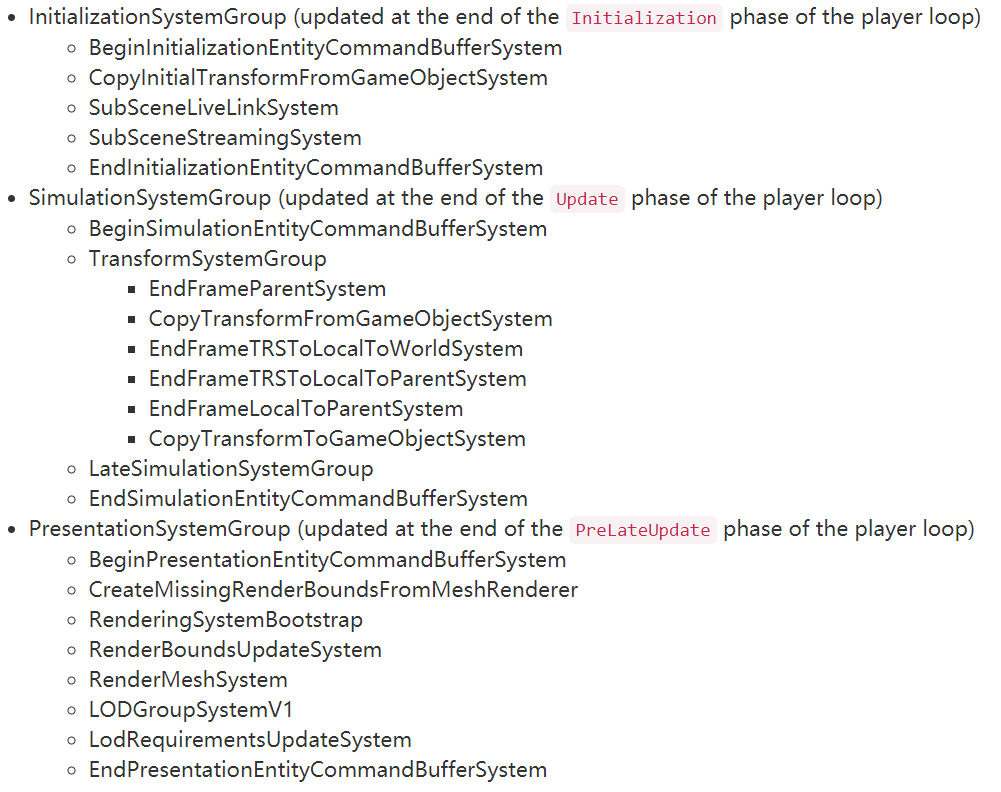 InitializationSystemGroup (updated at the end of the Initialization phase of the player loop)
BeginInitializationEntityCommandBufferSystem
CopyInitialTransformFromGameObjectSystem
SubSceneLiveLinkSystem
SubSceneStreamingSystem
EndInitializationEntityCommandBufferSystem
SimulationSystemGroup (updated at the end of the Update phase of the player loop)
BeginSimulationEntityCommandBufferSystem
TransformSystemGroup
EndFrameParentSystem
CopyTransformFromGameObjectSystem
EndFrameTRSToLocalToWorldSystem
EndFrameTRSToLocalToParentSystem
EndFrameLocalToParentSystem
CopyTransformToGameObjectSystem
LateSimulationSystemGroup
EndSimulationEntityCommandBufferSystem
PresentationSystemGroup (updated at the end of the PreLateUpdate phase of the player loop)
BeginPresentationEntityCommandBufferSystem
CreateMissingRenderBoundsFromMeshRenderer
RenderingSystemBootstrap
RenderBoundsUpdateSystem
RenderMeshSystem
LODGroupSystemV1
LodRequirementsUpdateSystem
EndPresentationEntityCommandBufferSystem